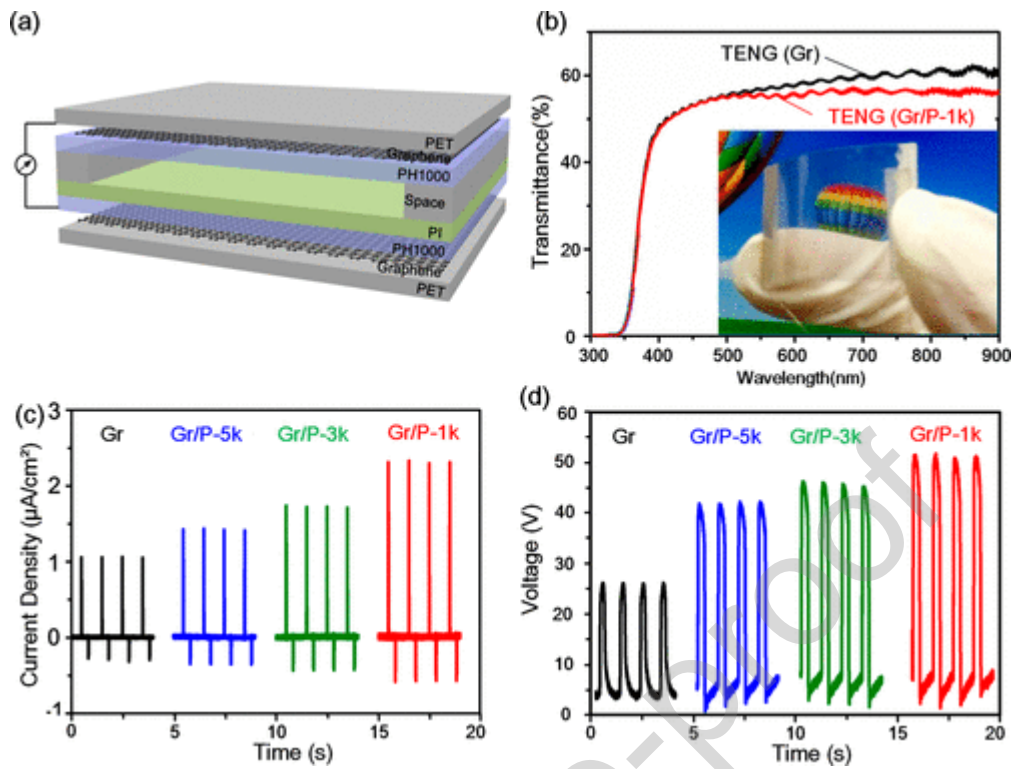 (a)
PET
Graphene
PH1000
Space
PI
PH1000
Graphene
PET
(b)
TENG (Gr)
TENG (Gr/P-1k)
Transmittance(%)
60
40
20
0
300 400 500 600 700 800 900
Wavelength(nm)
(c)
Gr Gr/P-5k Gr/P-3k Gr/P-1k
Current Density (µA/cm²)
3
2
1
0
-1
0 5 10 15 20
Time (s)
(d)
Gr Gr/P-5k Gr/P-3k Gr/P-1k
Voltage (V)
60
50
40
30
20
10
0
0 5 10 15 20
Time (s)
-proof